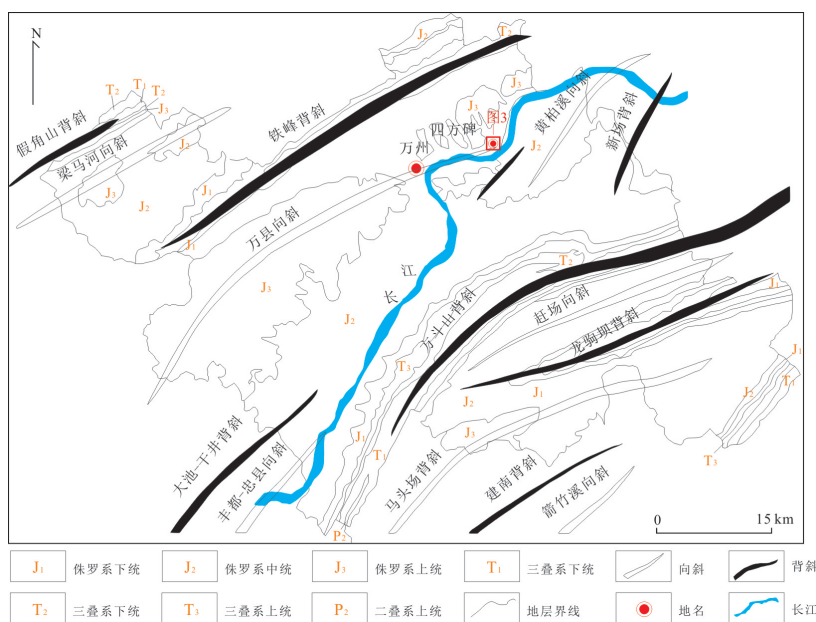 N
J2
T2
T2
T1
T2
J3
J3
假角山背斜
铁峰背斜
J3
图3
黄柏溪向斜
新场背斜
梁马河向斜
J2
四方碑
万州
J2
J3
J1
J2
J1
万县向斜
J3
长江
J2
T2
方斗山背斜
赶场向斜
龙驹坝背斜
J1
T3
J1
J2
J1
J2
T1
大池-干井背斜
丰都-忠县向斜
J1
T1
J3
马头场背斜
建南背斜
箭竹溪向斜
T3
P2
0 15 km
J1 侏罗系下统 J2 侏罗系中统 J3 侏罗系上统 T1 三叠系下统 向斜 背斜
T2 三叠系下统 T3 三叠系上统 P2 二叠系上统 地层界线 地名 长江